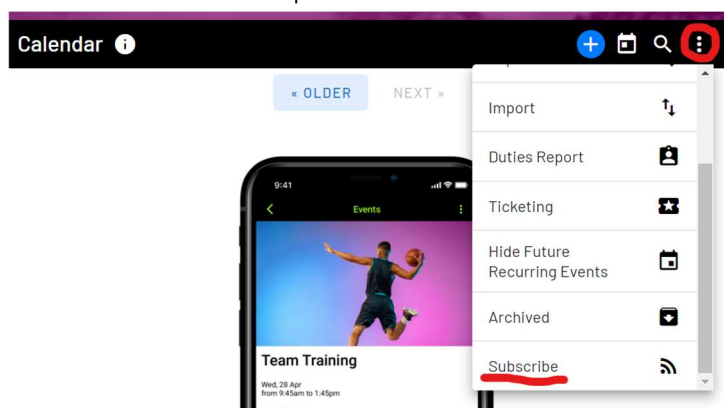 Calendar
« OLDER
NEXT »
Import
Duties Report
Ticketing
Hide Future
Recurring Events
Archived
Subscribe
9:41
Events
Team Training
Wed, 28 Apr
from 9:45am to 1:45pm